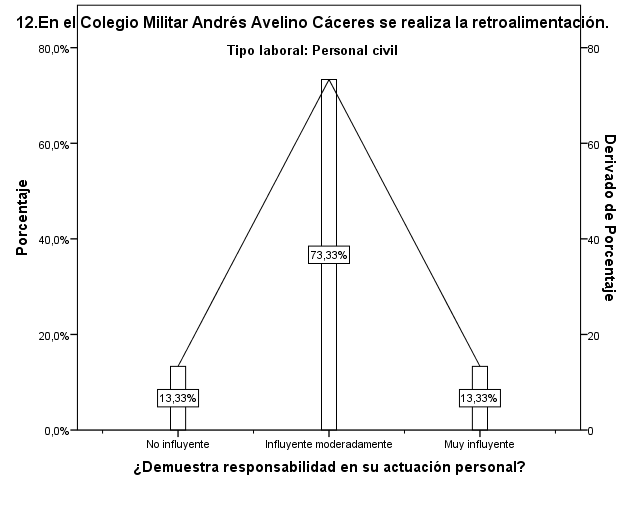 12.En el Colegio Militar Andrés Avelino Cáceres se realiza la retroalimentación.
Tipo laboral: Personal civil
80,0%
60,0%
40,0%
20,0%
0,0%
Porcentaje
80
60
40
20
0
Derivado de Porcentaje
13,33%
73,33%
13,33%
No influyente
Influyente moderadamente
Muy influyente
¿Demuestra responsabilidad en su actuación personal?